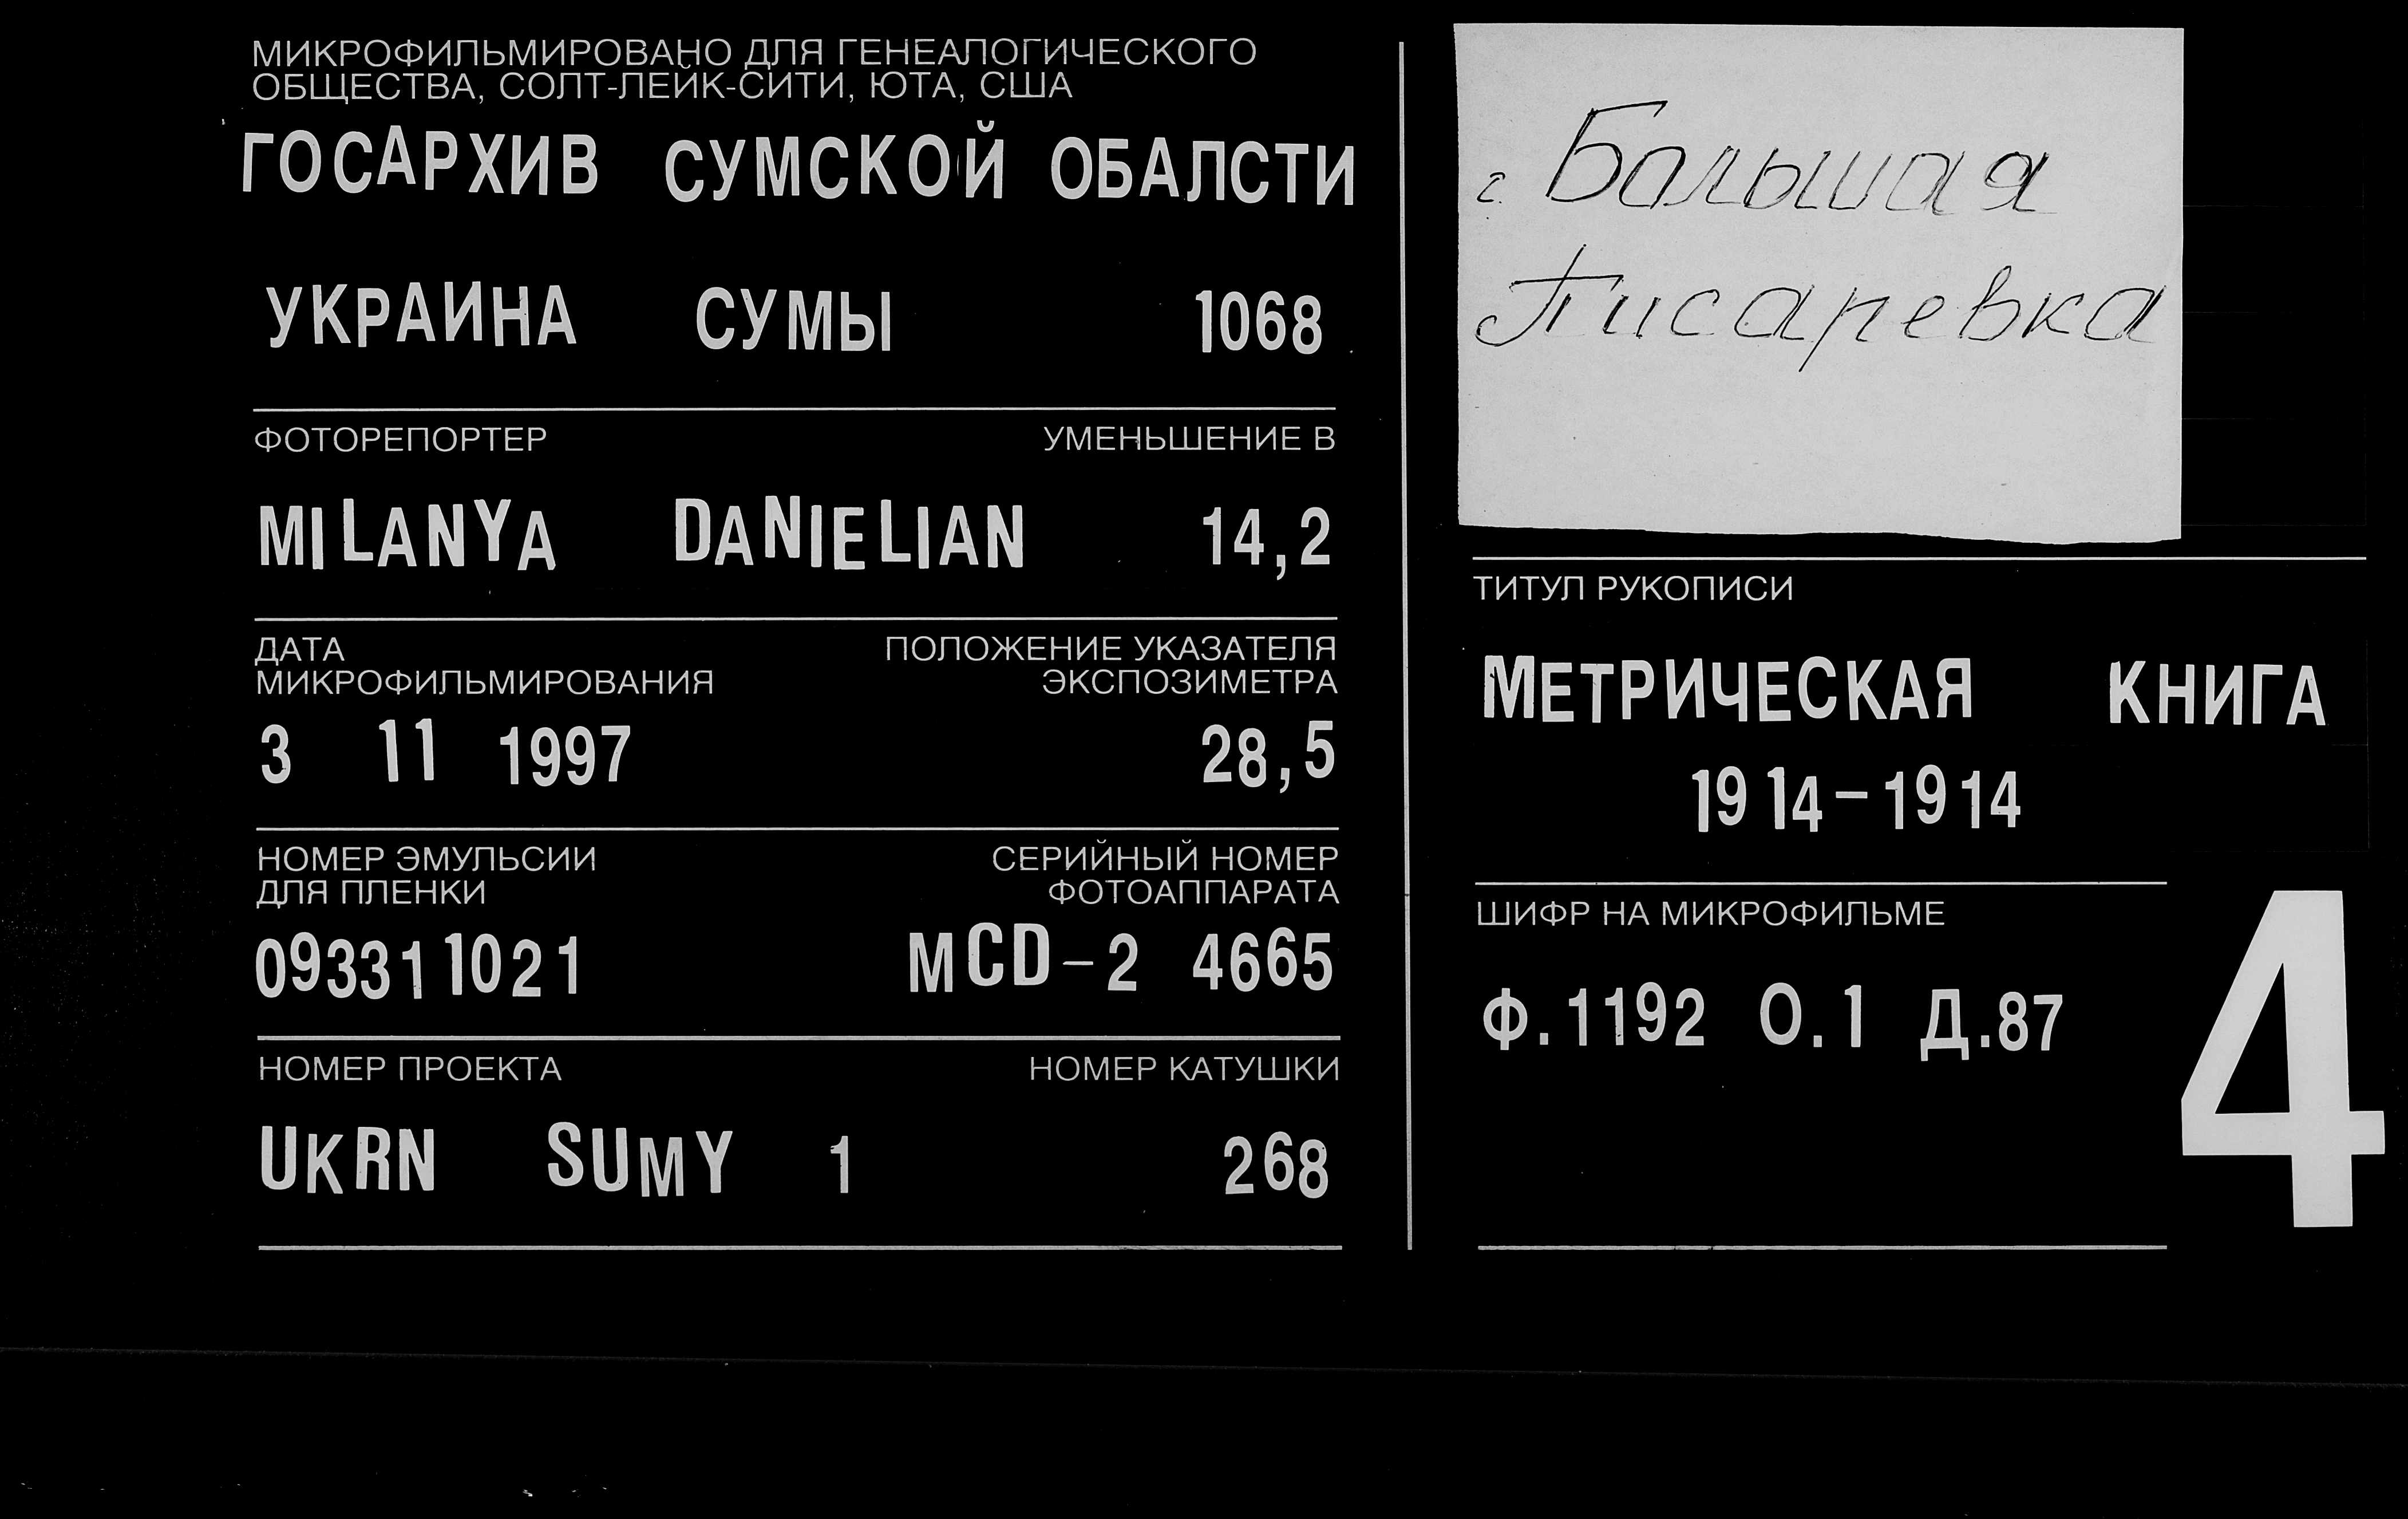 МИКРОФИЛЬМИРОВАНО ДЛЯ ГЕНЕАЛОГИЧЕСКОГО
ОБЩЕСТВА, СОЛТ-ЛЕЙК-СИТИ, ЮТА, США
ГОСАРХИВ СУМСКОЙ ОБАЛСТИ
УКРАИНА СУМЫ 1068
ФОТОРЕПОРТЕР УМЕНЬШЕНИЕ В
MILANYA DANIELIAN 14,2
ДАТА
МИКРОФИЛЬМИРОВАНИЯ
ПОЛОЖЕНИЕ УКАЗАТЕЛЯ
ЭКСПОЗИМЕТРА
3 11 1997 28,5
НОМЕР ЭМУЛЬСИИ
ДЛЯ ПЛЕНКИ
СЕРИЙНЫЙ НОМЕР
ФОТОАППАРАТА
093311021 MCD-2 4665
НОМЕР ПРОЕКТА НОМЕР КАТУШКИ
UKRN SUMY 1 268
с. Большая
Писаревка
ТИТУЛ РУКОПИСИ
МЕТРИЧЕСКАЯ КНИГА
1914-1914
ШИФР НА МИКРОФИЛЬМЕ
Ф.1192 О.1 Д.87
4